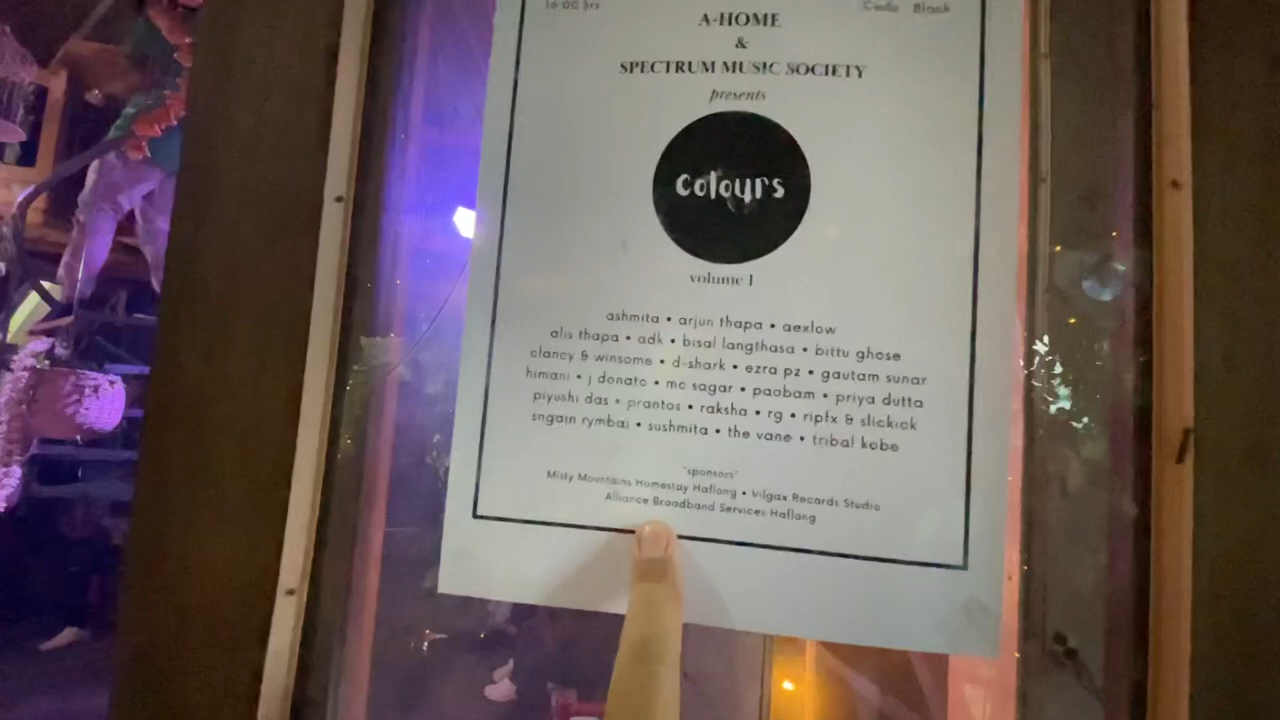 16:00 hrs
Code Black
A-HOME
&
SPECTRUM MUSIC SOCIETY
presents
Colours
volume 1
ashmita • arjun thapa • aexlow
alis thapa • adk • bisal langthasa • bittu ghose
clancy & winsome • d-shark • ezra pz • gautam sunar
himani • j donato • mc sagar • paobam • priya dutta
piyushi das • prantos • raksha • rg • ripfx & slickick
sngain rymbai • sushmita • the vane • tribal kobe
"sponsors"
Misty Mountains Homestay Haflong • Vilgax Records Studio
Alliance Broadband Services Haflong